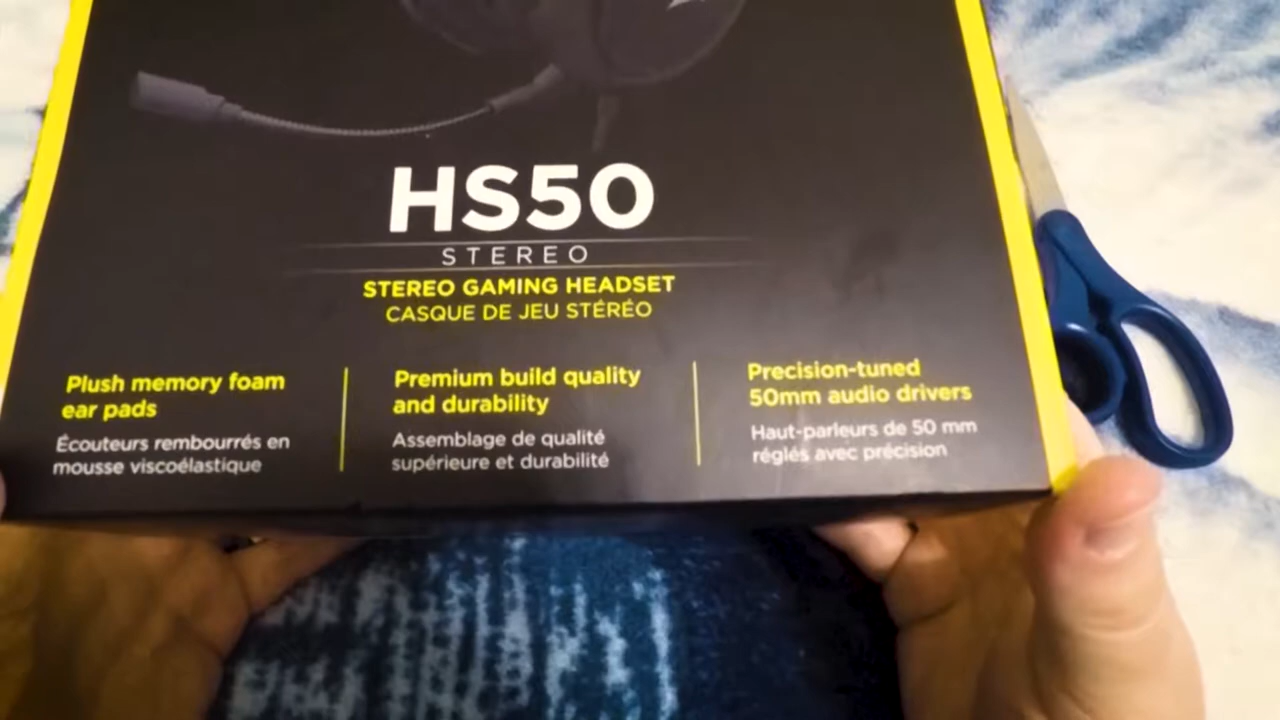 HS50
STEREO
STEREO GAMING HEADSET
CASQUE DE JEU STÉRÉO
Plush memory foam
ear pads
Écouteurs rembourrés en
mousse viscoélastique
Premium build quality
and durability
Assemblage de qualité
supérieure et durabilité
Precision-tuned
50mm audio drivers
Haut-parleurs de 50 mm
réglés avec précision